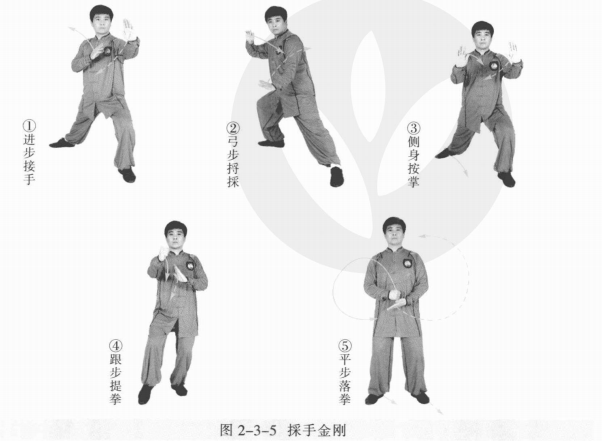 ①进步接手
②弓步捋採
③侧身按掌
④跟步提拳
⑤平步落拳
图 2-3-5 採手金刚